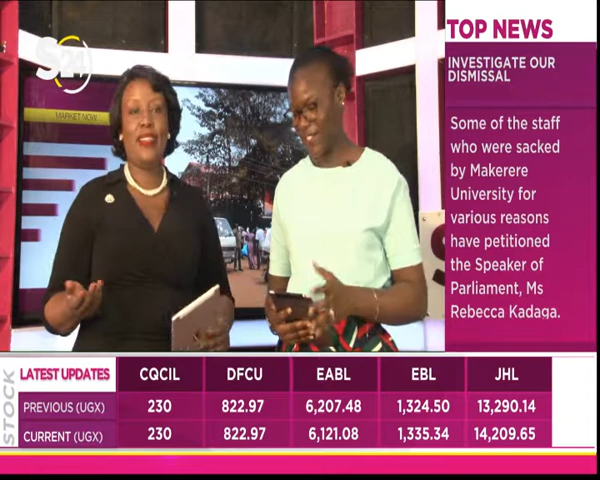 S24
MARKET NOW
TOP NEWS
INVESTIGATE OUR
DISMISSAL
Some of the staff
who were sacked
by Makerere
University for
various reasons
have petitioned
the Speaker of
Parliament, Ms
Rebecca Kadaga.
STOCK
LATEST UPDATES CQCIL DFCU EABL EBL JHL
PREVIOUS (UGX) 230 822.97 6,207.48 1,324.50 13,290.14
CURRENT (UGX) 230 822.97 6,121.08 1,335.34 14,209.65